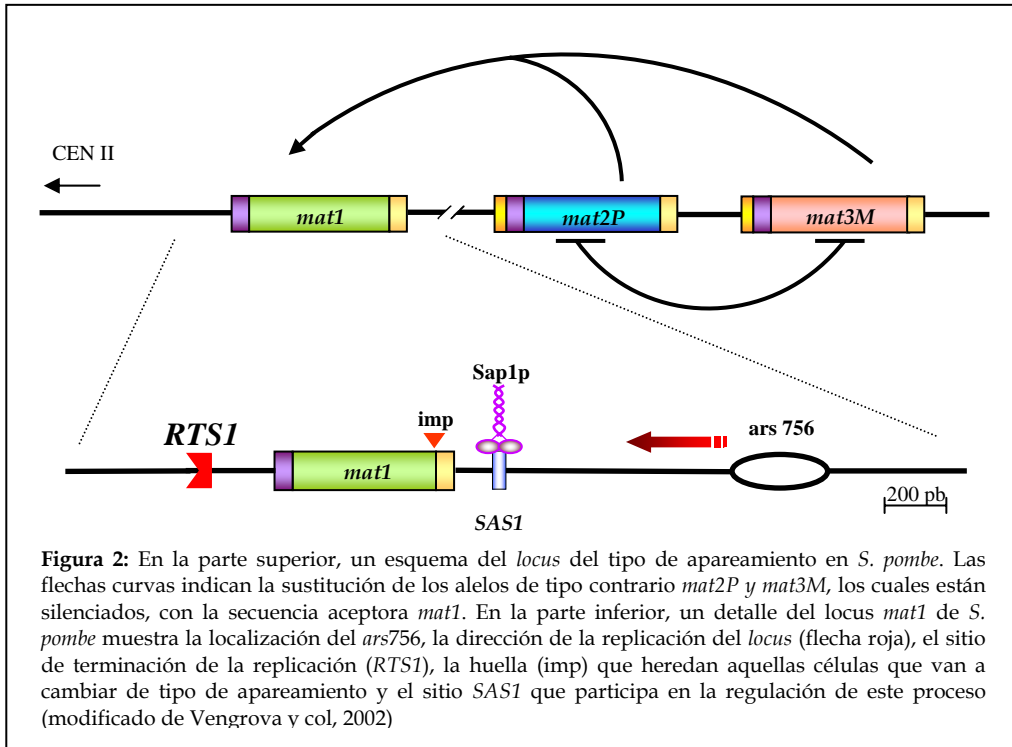 CEN II
mat1
mat2P
mat3M
Sap1p
imp
ars 756
RTS1
mat1
200 pb
SAS1
Figura 2: En la parte superior, un esquema del locus del tipo de apareamiento en S. pombe. Las
flechas curvas indican la sustitución de los alelos de tipo contrario mat2P y mat3M, los cuales están
silenciados, con la secuencia aceptora mat1. En la parte inferior, un detalle del locus mat1 de S.
pombe muestra la localización del ars756, la dirección de la replicación del locus (flecha roja), el sitio
de terminación de la replicación (RTS1), la huella (imp) que heredan aquellas células que van a
cambiar de tipo de apareamiento y el sitio SAS1 que participa en la regulación de este proceso
(modificado de Vengrova y col, 2002)